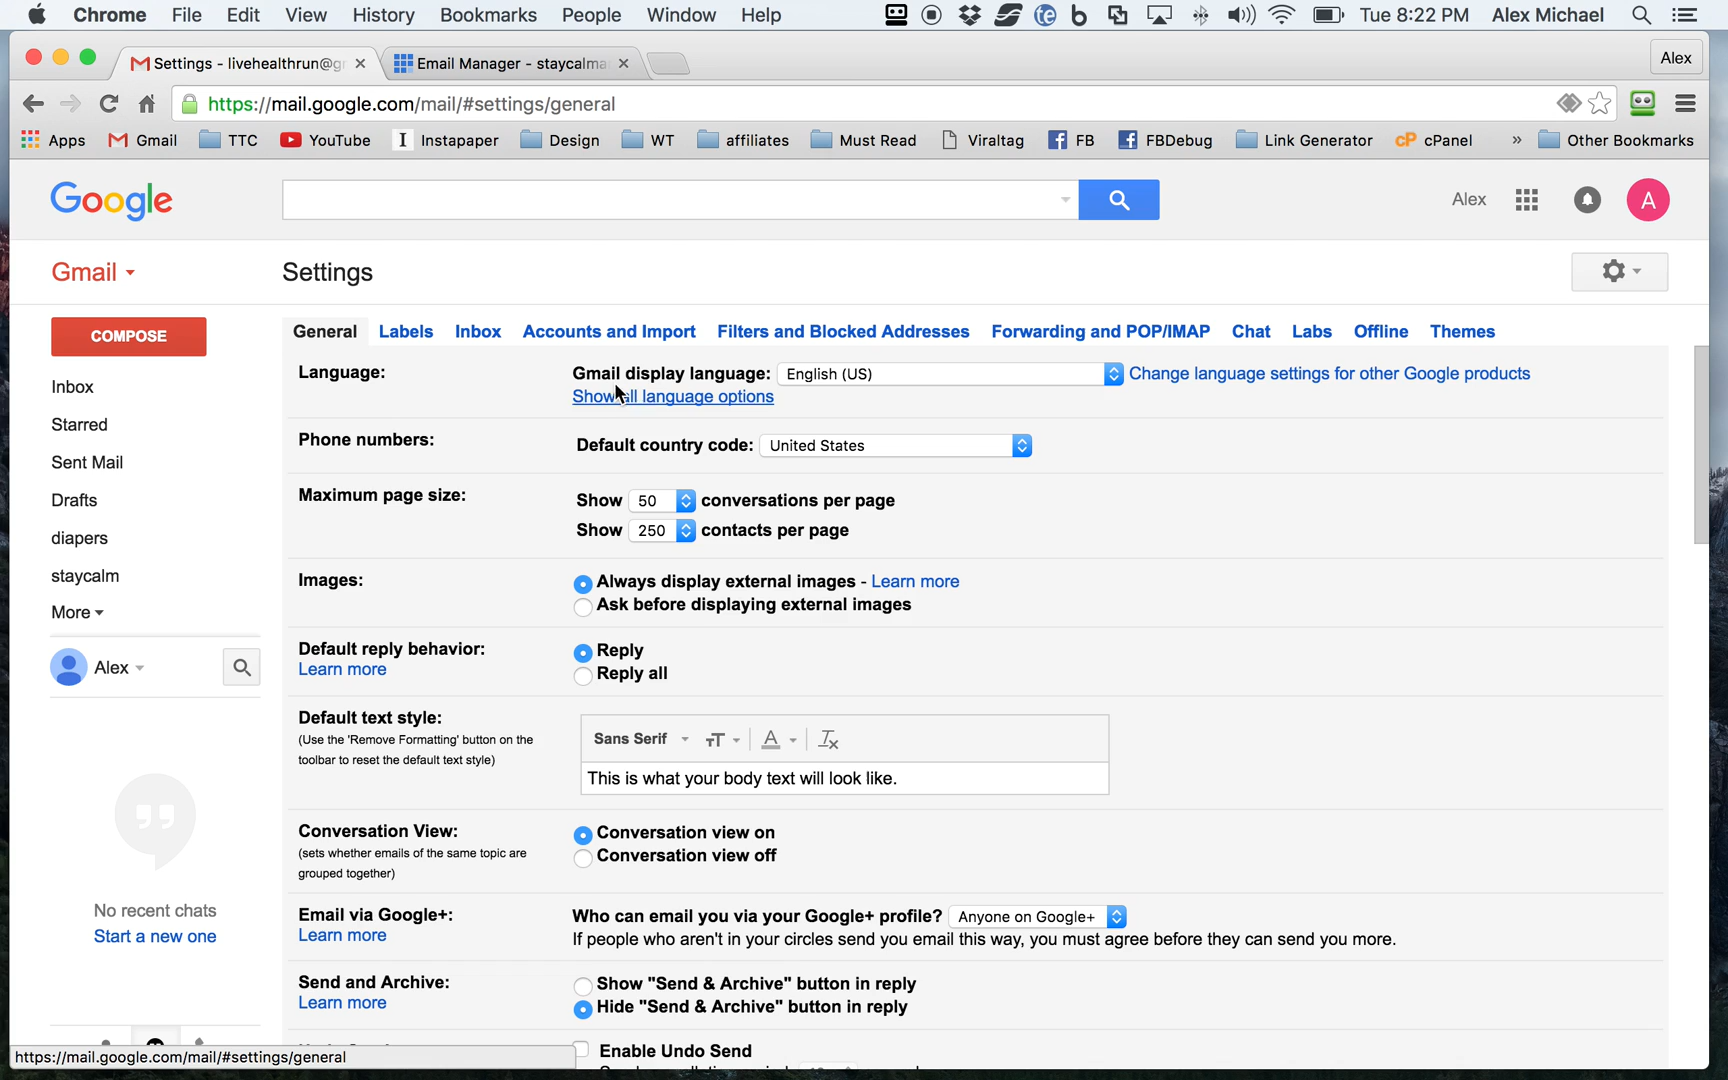 Chrome File Edit View History Bookmarks People Window Help te b Tue 8:22 PM Alex Michael
Settings - livehealthrun@g Email Manager - staycalma Alex
https://mail.google.com/mail/#settings/general
Apps Gmail TTC YouTube Instapaper Design WT affiliates Must Read Viraltag FB FBDebug Link Generator cPanel » Other Bookmarks
Google Alex A
Gmail Settings
COMPOSE
General Labels Inbox Accounts and Import Filters and Blocked Addresses Forwarding and POP/IMAP Chat Labs Offline Themes
Inbox
Starred
Sent Mail
Drafts
diapers
staycalm
More
Alex
No recent chats
Start a new one
Language: Gmail display language: English (US) Change language settings for other Google products
Show all language options
Phone numbers: Default country code: United States
Maximum page size: Show 50 conversations per page
Show 250 contacts per page
Images: Always display external images - Learn more
Ask before displaying external images
Default reply behavior: Reply
Learn more Reply all
Default text style:
(Use the 'Remove Formatting' button on the
toolbar to reset the default text style)
Sans Serif
This is what your body text will look like.
Conversation View: Conversation view on
(sets whether emails of the same topic are
grouped together)
Conversation view off
Email via Google+: Who can email you via your Google+ profile? Anyone on Google+
Learn more If people who aren't in your circles send you email this way, you must agree before they can send you more.
Send and Archive: Show "Send & Archive" button in reply
Learn more Hide "Send & Archive" button in reply
Enable Undo Send
https://mail.google.com/mail/#settings/general